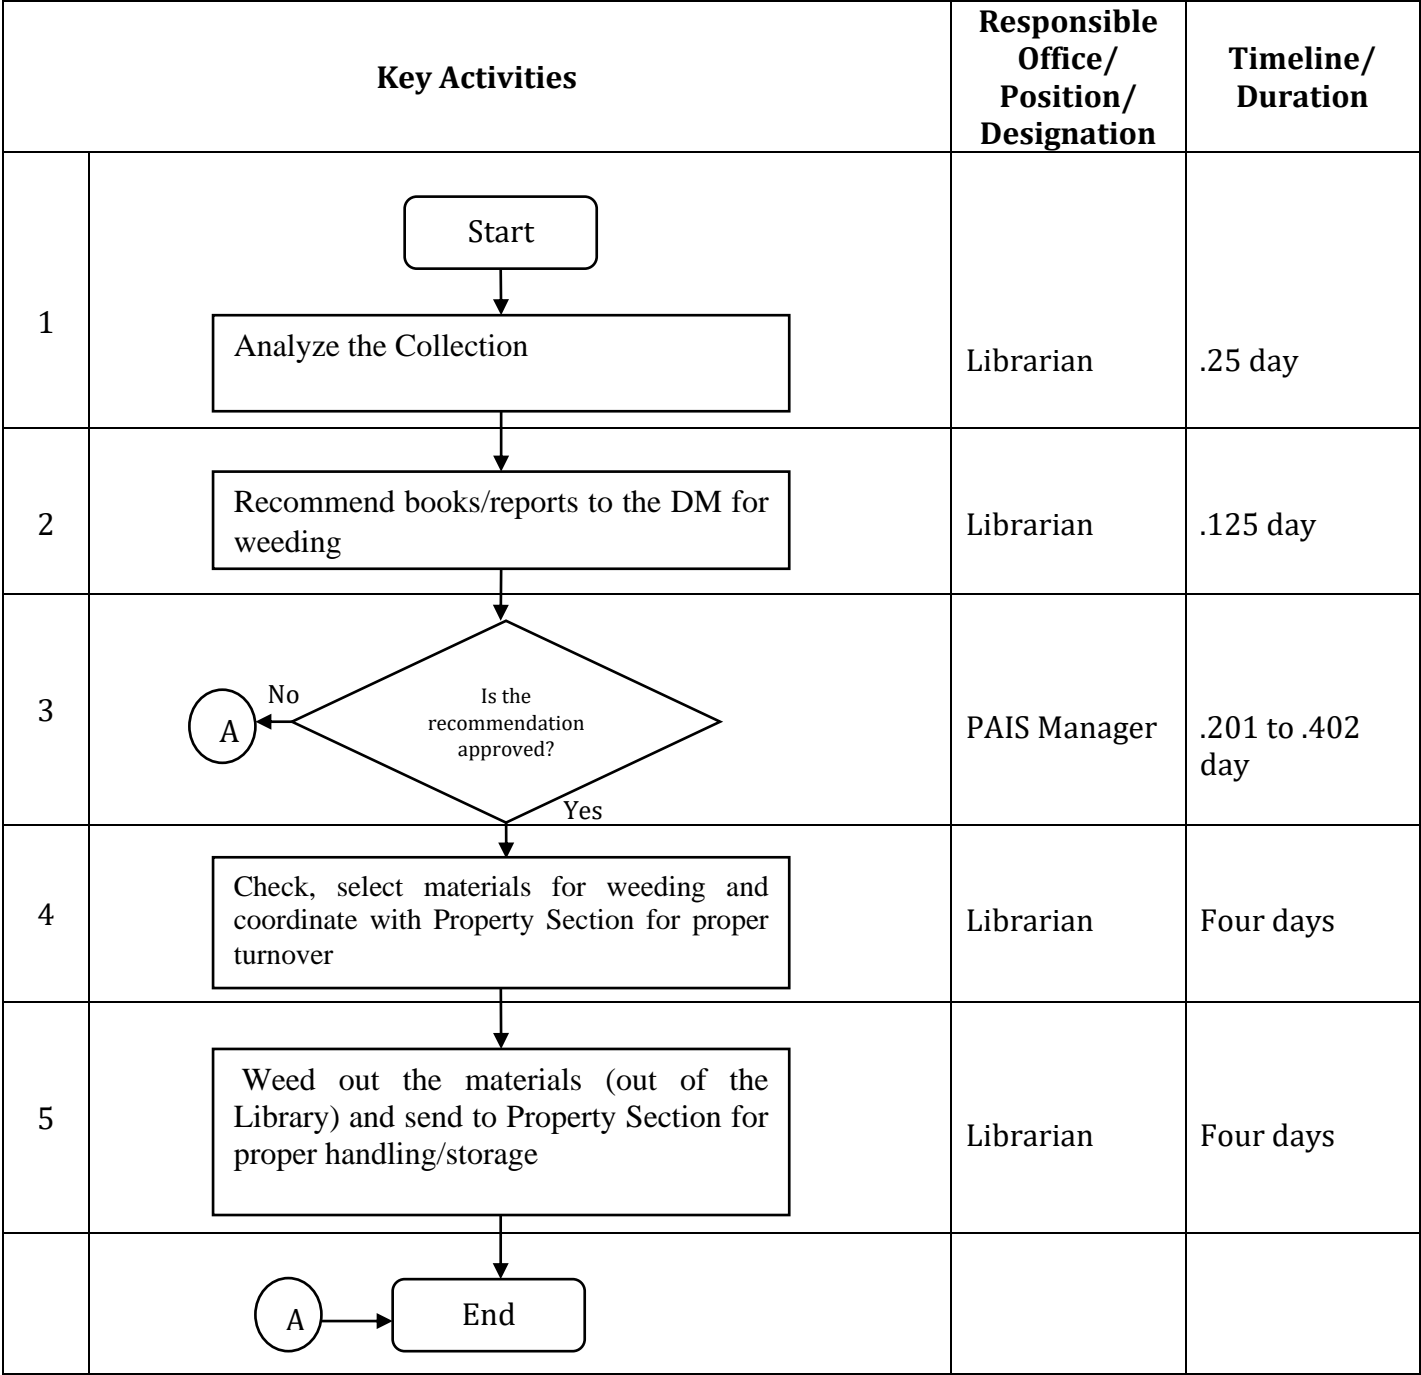 Key Activities
Responsible
Office/
Position/
Designation
Timeline/
Duration
1
Start
Analyze the Collection
Librarian
.25 day
2
Recommend books/reports to the DM for
weeding
Librarian
.125 day
3
A
No
Is the
recommendation
approved?
Yes
PAIS Manager
.201 to .402
day
4
Check, select materials for weeding and
coordinate with Property Section for proper
turnover
Librarian
Four days
5
Weed out the materials (out of the
Library) and send to Property Section for
proper handling/storage
Librarian
Four days
A
End